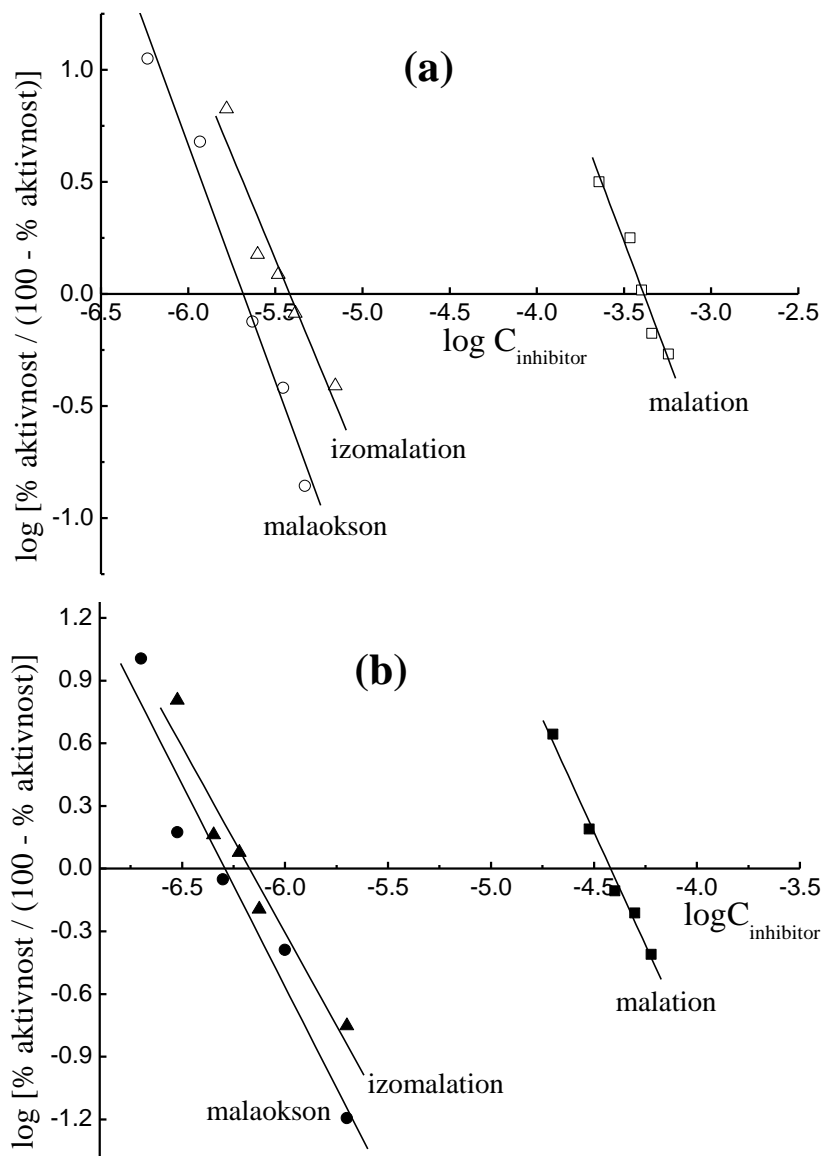 (a)
1.0
0.5
0.0
-0.5
-1.0
-6.5 -6.0 -5.5 -5.0 -4.5 -4.0 -3.5 -3.0 -2.5
log C inhibitor
log [% aktivnost / (100 - % aktivnost)]
malation
izomalation
malaokson
(b)
1.2
0.9
0.6
0.3
0.0
-0.3
-0.6
-0.9
-1.2
-6.5 -6.0 -5.5 -5.0 -4.5 -4.0 -3.5
logC inhibitor
log [% aktivnost / (100 - % aktivnost)]
malation
izomalation
malaokson